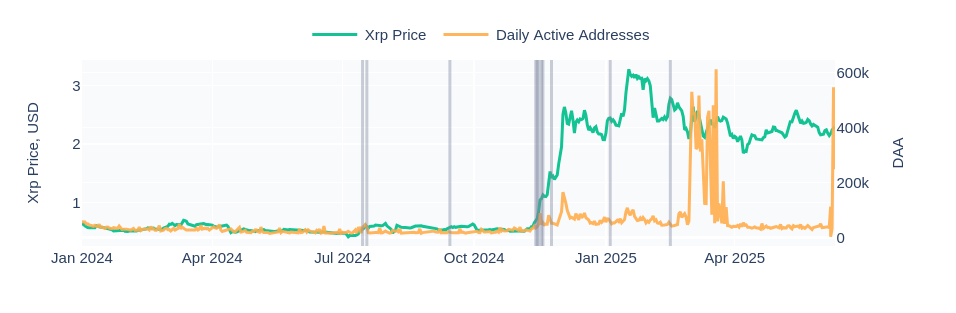 Xrp Price
Daily Active Addresses
3
2
1
Xrp Price, USD
600k
400k
200k
0
DAA
Jan 2024
Apr 2024
Jul 2024
Oct 2024
Jan 2025
Apr 2025